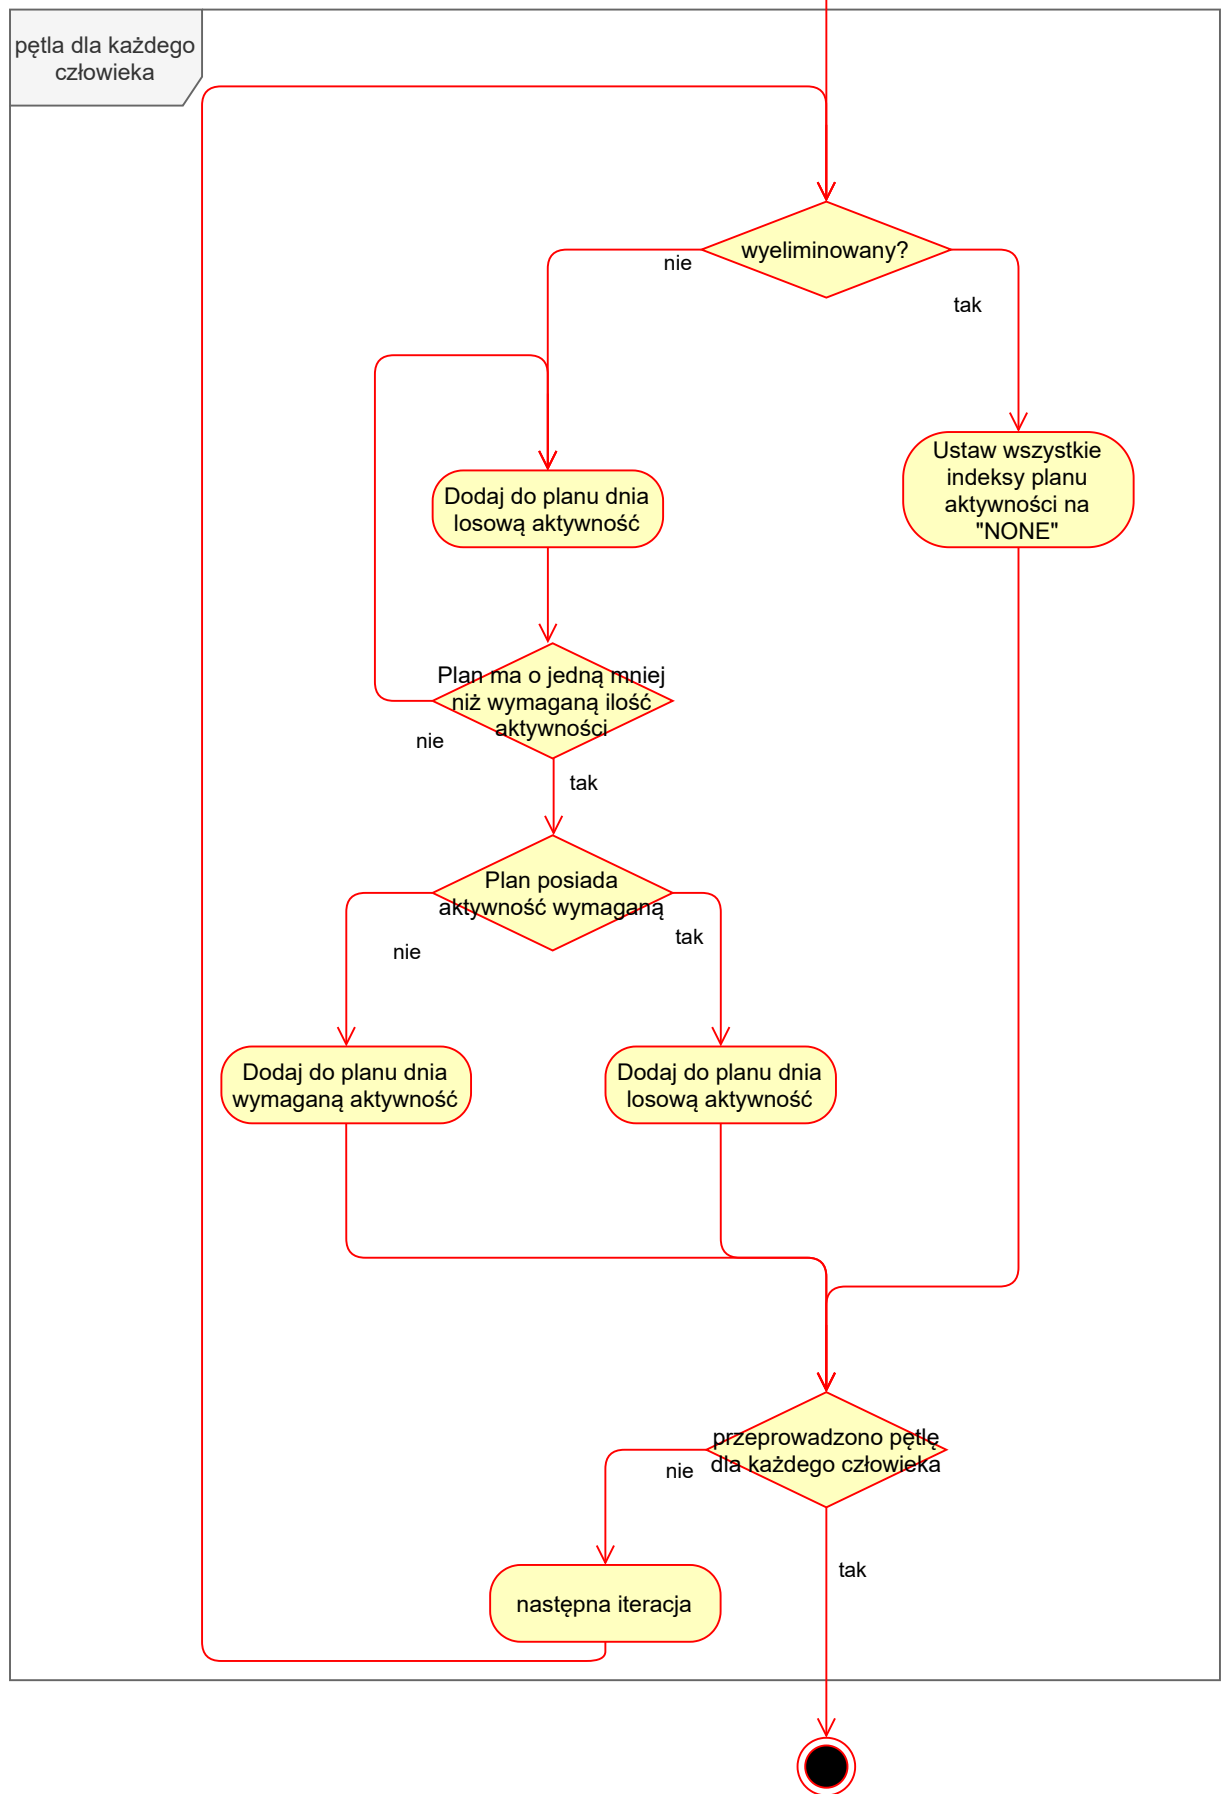 pętla dla każdego
człowieka
wyeliminowany?
nie
tak
Ustaw wszystkie
indeksy planu
aktywności na
"NONE"
Dodaj do planu dnia
losową aktywność
Plan ma o jedną mniej
niż wymaganą ilość
aktywności
nie
tak
Plan posiada
aktywność wymaganą
nie
tak
Dodaj do planu dnia
wymaganą aktywność
Dodaj do planu dnia
losową aktywność
przeprowadzono pętlę
dla każdego człowieka
nie
tak
następna iteracja